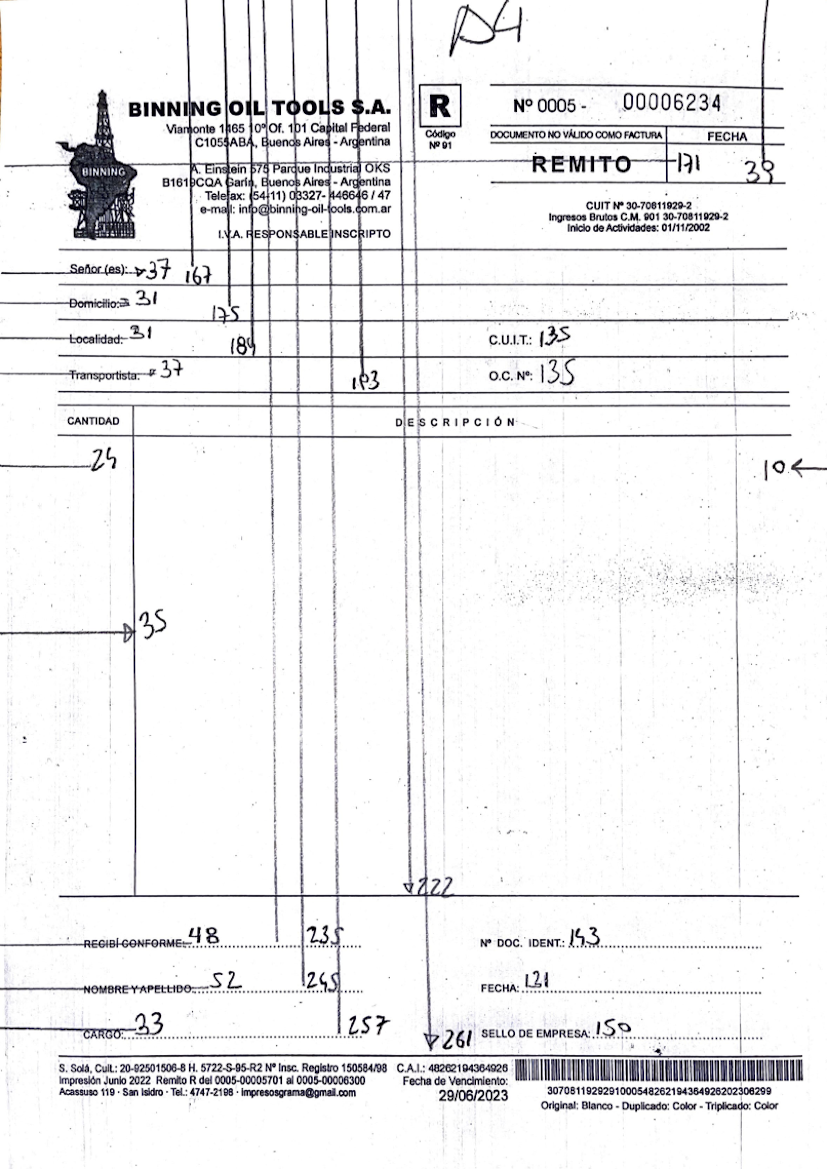 A4
BINNING OIL TOOLS S.A.
Viamonte 1465 10º Of. 101 Capital Federal
C1055ABA, Buenos Aires - Argentina
A. Einstein 575 Parque Industrial OKS
B1619CQA Garín, Buenos Aires - Argentina
Telefax: (54-11) 03327- 446646 / 47
e-mail: info@binning-oil-tools.com.ar
I.V.A. RESPONSABLE INSCRIPTO
BINNING
R
Código
Nº 91
Nº 0005 - 00006234
DOCUMENTO NO VÁLIDO COMO FACTURA FECHA
REMITO 171 39
CUIT Nº 30-70811929-2
Ingresos Brutos C.M. 901 30-70811929-2
Inicio de Actividades: 01/11/2002
Señor (es): 37 167
Domicilio: 31
175
Localidad: 31 189 C.U.I.T.: 135
Transportista: 37 193 O.C. Nº: 135
CANTIDAD DESCRIPCIÓN
25 10
35
222
RECIBÍ CONFORME: 48 235 Nº DOC. IDENT.: 143
NOMBRE Y APELLIDO: 52 245 FECHA: 121
CARGO: 33 257 261 SELLO DE EMPRESA: 150
S. Solá, Cuit.: 20-92501506-8 H. 5722-S-95-R2 Nº Insc. Registro 150584/98
Impresión Junio 2022 Remito R del 0005-00005701 al 0005-00006300
Acassuso 119 · San Isidro · Tel.: 4747-2198 · impresosgrama@gmail.com
C.A.I.: 48262194364926
Fecha de Vencimiento:
29/06/2023
3070811929291000548262194364926202306299
Original: Blanco - Duplicado: Color - Triplicado: Color